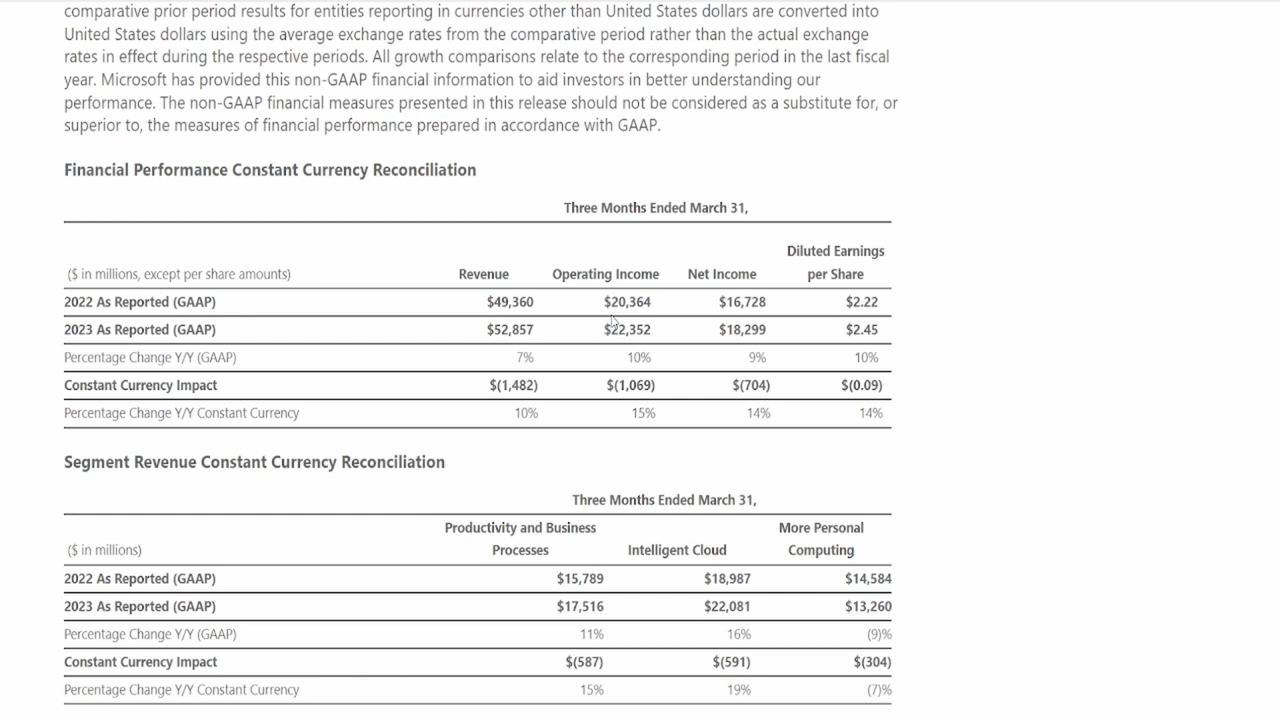 comparative prior period results for entities reporting in currencies other than United States dollars are converted into
United States dollars using the average exchange rates from the comparative period rather than the actual exchange
rates in effect during the respective periods. All growth comparisons relate to the corresponding period in the last fiscal
year. Microsoft has provided this non-GAAP financial information to aid investors in better understanding our
performance. The non-GAAP financial measures presented in this release should not be considered as a substitute for, or
superior to, the measures of financial performance prepared in accordance with GAAP.
Financial Performance Constant Currency Reconciliation
Three Months Ended March 31,
Diluted Earnings
($ in millions, except per share amounts) Revenue Operating Income Net Income per Share
2022 As Reported (GAAP) $49,360 $20,364 $16,728 $2.22
2023 As Reported (GAAP) $52,857 $22,352 $18,299 $2.45
Percentage Change Y/Y (GAAP) 7% 10% 9% 10%
Constant Currency Impact $(1,482) $(1,069) $(704) $(0.09)
Percentage Change Y/Y Constant Currency 10% 15% 14% 14%
Segment Revenue Constant Currency Reconciliation
Three Months Ended March 31,
Productivity and Business More Personal
($ in millions) Processes Intelligent Cloud Computing
2022 As Reported (GAAP) $15,789 $18,987 $14,584
2023 As Reported (GAAP) $17,516 $22,081 $13,260
Percentage Change Y/Y (GAAP) 11% 16% (9)%
Constant Currency Impact $(587) $(591) $(304)
Percentage Change Y/Y Constant Currency 15% 19% (7)%